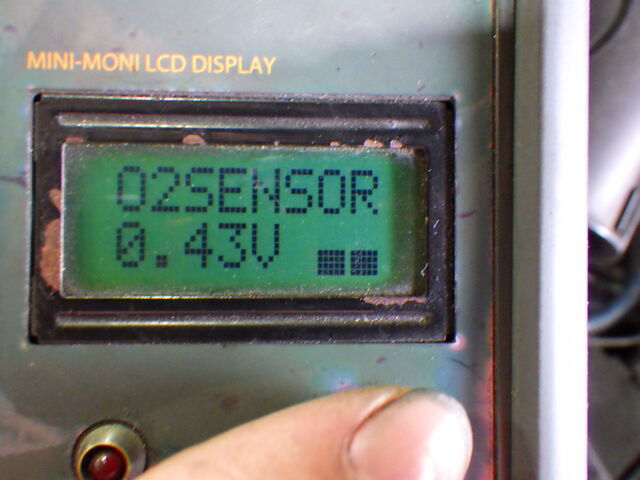 MINI-MONI LCD DISPLAY
O2SENSOR
0.43V